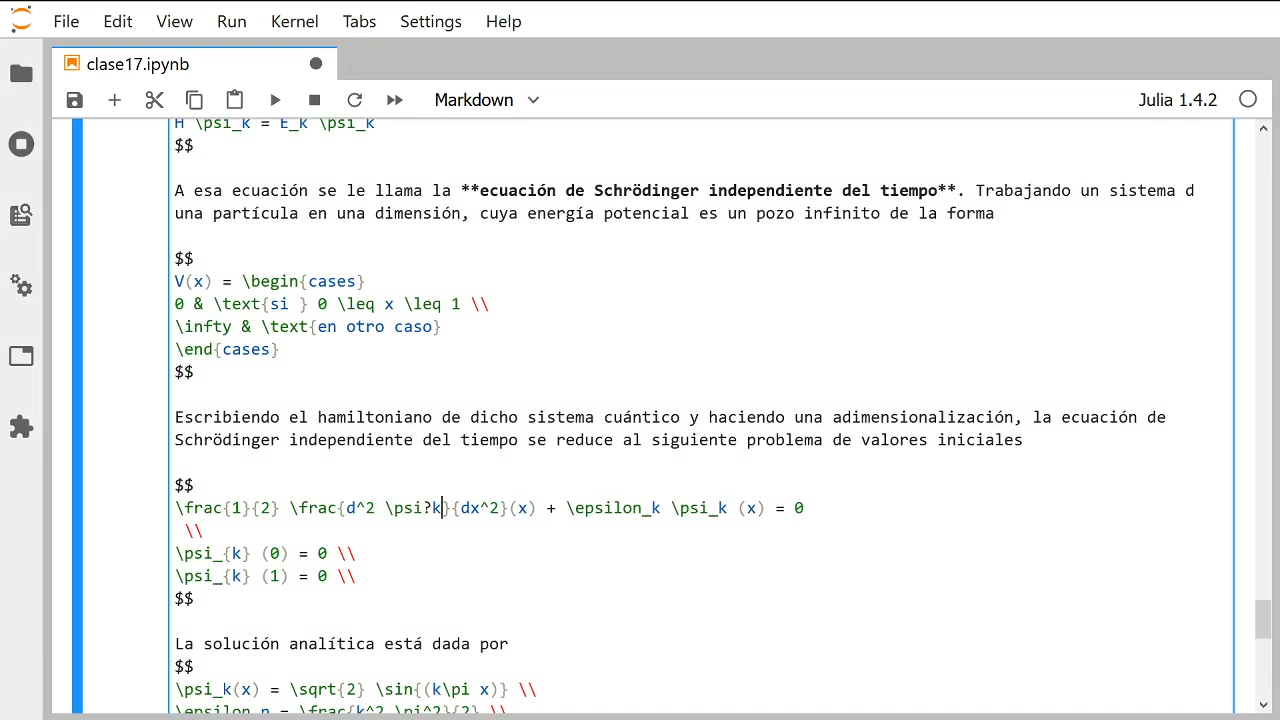 File Edit View Run Kernel Tabs Settings Help
clase17.ipynb
Markdown Julia 1.4.2
H \psi_k = E_k \psi_k
$$
A esa ecuación se le llama la **ecuación de Schrödinger independiente del tiempo**. Trabajando un sistema d
una partícula en una dimensión, cuya energía potencial es un pozo infinito de la forma
$$
V(x) = \begin{cases}
0 & \text{si } 0 \leq x \leq 1 \\
\infty & \text{en otro caso}
\end{cases}
$$
Escribiendo el hamiltoniano de dicho sistema cuántico y haciendo una adimensionalización, la ecuación de
Schrödinger independiente del tiempo se reduce al siguiente problema de valores iniciales
$$
\frac{1}{2} \frac{d^2 \psi?k}{dx^2}(x) + \epsilon_k \psi_k (x) = 0
\\
\psi_{k} (0) = 0 \\
\psi_{k} (1) = 0 \\
$$
La solución analítica está dada por
$$
\psi_k(x) = \sqrt{2} \sin{(k\pi x)} \\
\epsilon_n = \frac{k^2 \pi^2}{2} \\